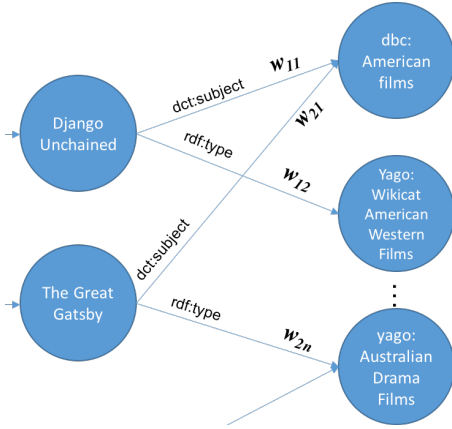 dbc:
American
films
w11
dct:subject
w21
Django
Unchained
rdf:type
w12
Yago:
Wikicat
American
Western
Films
dct:subject
The Great
Gatsby
rdf:type
w2n
yago:
Australian
Drama
Films